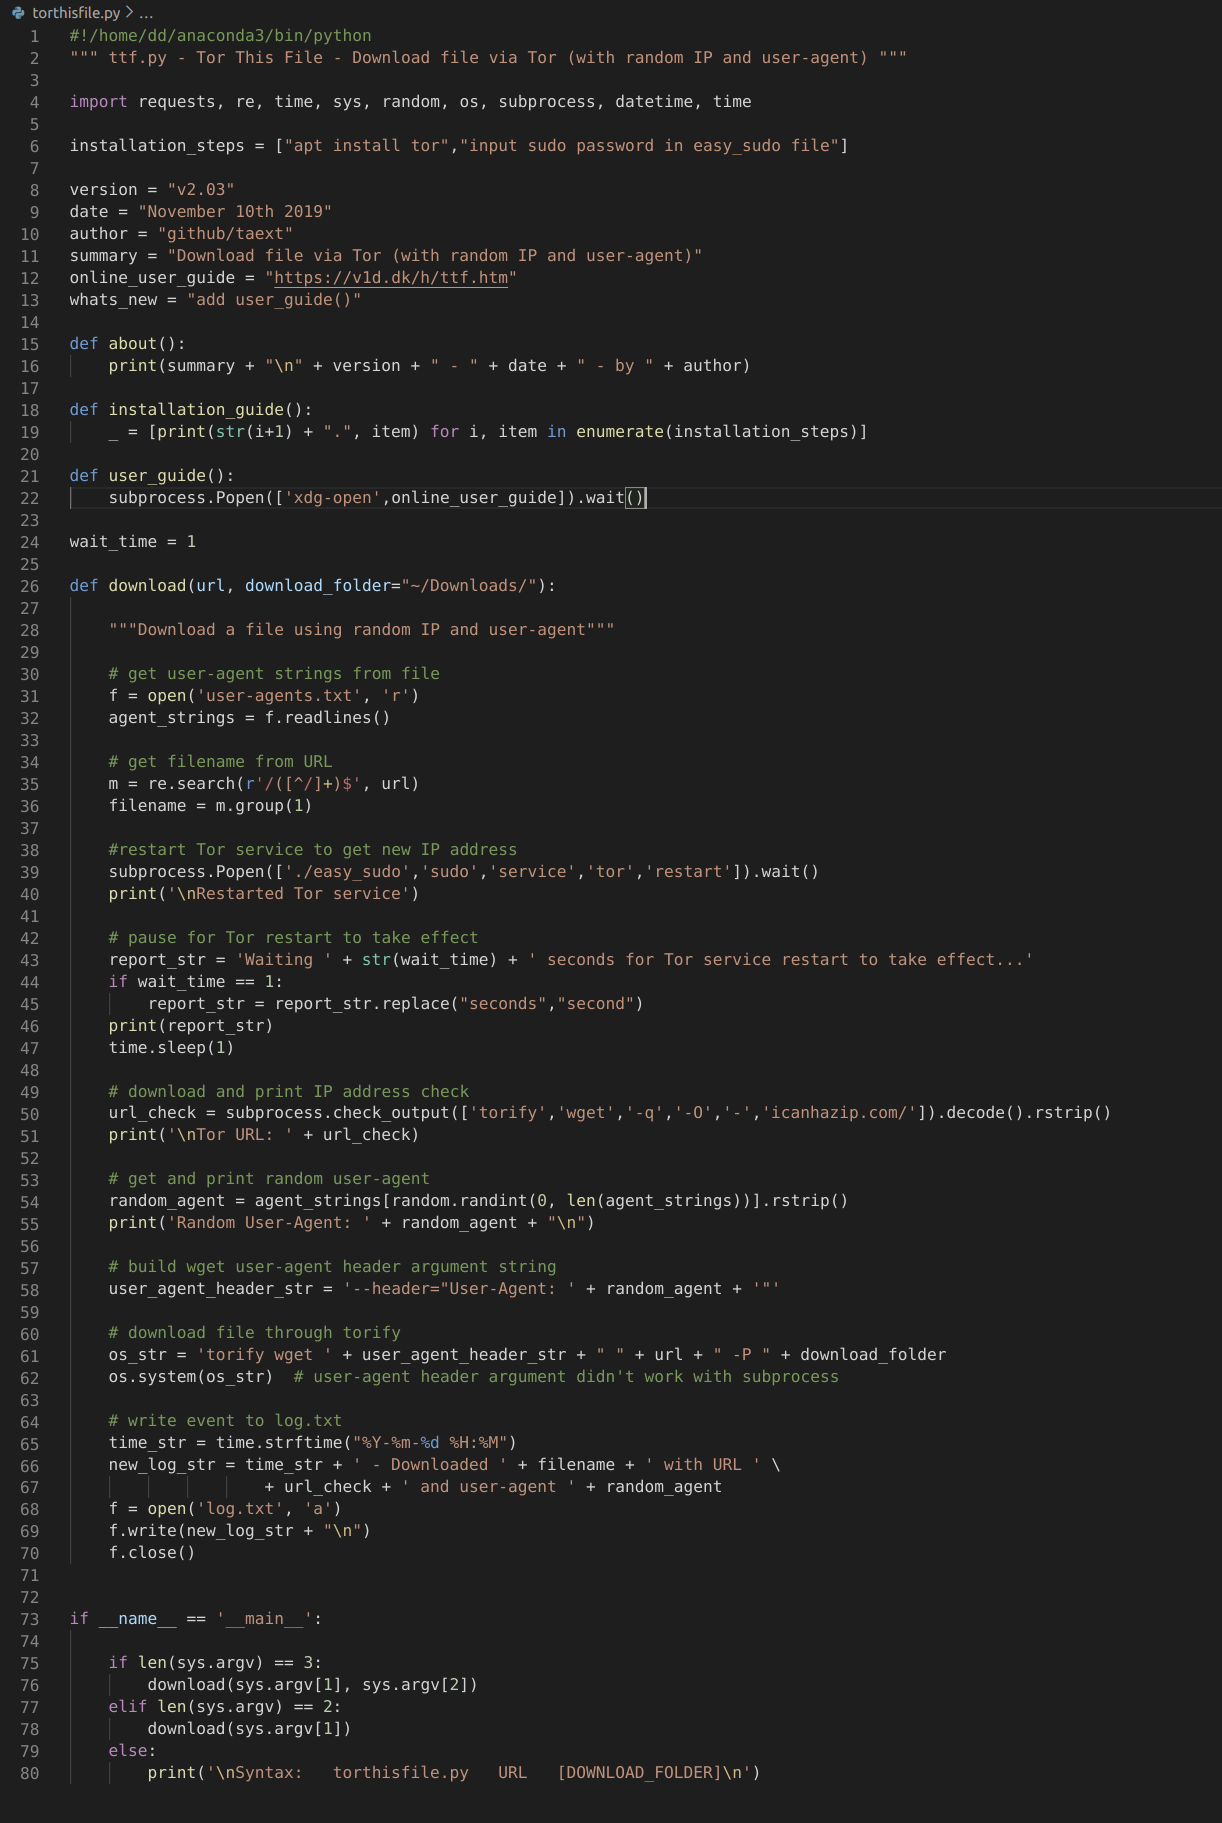 torthisfile.py > ...
1 #!/home/dd/anaconda3/bin/python
2 """ ttf.py - Tor This File - Download file via Tor (with random IP and user-agent) """
3
4 import requests, re, time, sys, random, os, subprocess, datetime, time
5
6 installation_steps = ["apt install tor","input sudo password in easy_sudo file"]
7
8 version = "v2.03"
9 date = "November 10th 2019"
10 author = "github/taext"
11 summary = "Download file via Tor (with random IP and user-agent)"
12 online_user_guide = "https://v1d.dk/h/ttf.htm"
13 whats_new = "add user_guide()"
14
15 def about():
16     print(summary + "\n" + version + " - " + date + " - by " + author)
17
18 def installation_guide():
19     _ = [print(str(i+1) + ".", item) for i, item in enumerate(installation_steps)]
20
21 def user_guide():
22     subprocess.Popen(['xdg-open',online_user_guide]).wait()
23
24 wait_time = 1
25
26 def download(url, download_folder="~/Downloads/"):
27
28     """Download a file using random IP and user-agent"""
29
30     # get user-agent strings from file
31     f = open('user-agents.txt', 'r')
32     agent_strings = f.readlines()
33
34     # get filename from URL
35     m = re.search(r'/([^/]+)$', url)
36     filename = m.group(1)
37
38     #restart Tor service to get new IP address
39     subprocess.Popen(['./easy_sudo','sudo','service','tor','restart']).wait()
40     print('\nRestarted Tor service')
41
42     # pause for Tor restart to take effect
43     report_str = 'Waiting ' + str(wait_time) + ' seconds for Tor service restart to take effect...'
44     if wait_time == 1:
45         report_str = report_str.replace("seconds","second")
46     print(report_str)
47     time.sleep(1)
48
49     # download and print IP address check
50     url_check = subprocess.check_output(['torify','wget','-q','-O','-','icanhazip.com/']).decode().rstrip()
51     print('\nTor URL: ' + url_check)
52
53     # get and print random user-agent
54     random_agent = agent_strings[random.randint(0, len(agent_strings))].rstrip()
55     print('Random User-Agent: ' + random_agent + "\n")
56
57     # build wget user-agent header argument string
58     user_agent_header_str = '--header="User-Agent: ' + random_agent + '"'
59
60     # download file through torify
61     os_str = 'torify wget ' + user_agent_header_str + " " + url + " -P " + download_folder
62     os.system(os_str)  # user-agent header argument didn't work with subprocess
63
64     # write event to log.txt
65     time_str = time.strftime("%Y-%m-%d %H:%M")
66     new_log_str = time_str + ' - Downloaded ' + filename + ' with URL ' \
67                     + url_check + ' and user-agent ' + random_agent
68     f = open('log.txt', 'a')
69     f.write(new_log_str + "\n")
70     f.close()
71
72
73 if __name__ == '__main__':
74
75     if len(sys.argv) == 3:
76         download(sys.argv[1], sys.argv[2])
77     elif len(sys.argv) == 2:
78         download(sys.argv[1])
79     else:
80         print('\nSyntax:   torthisfile.py   URL   [DOWNLOAD_FOLDER]\n')